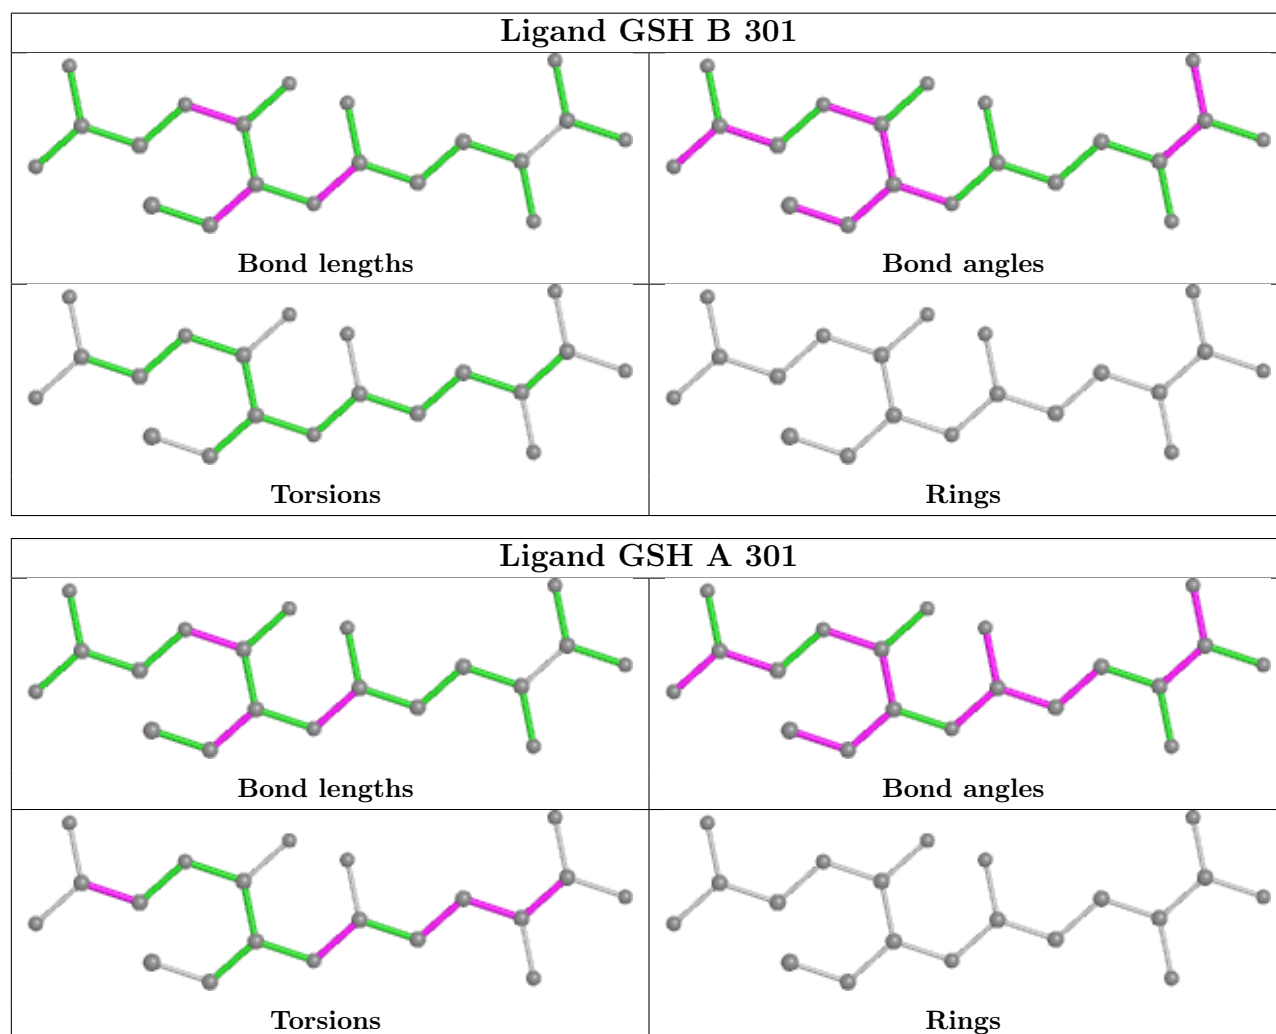 Ligand GSH B 301
Bond lengths
Bond angles
Torsions
Rings
Ligand GSH A 301
Bond lengths
Bond angles
Torsions
Rings